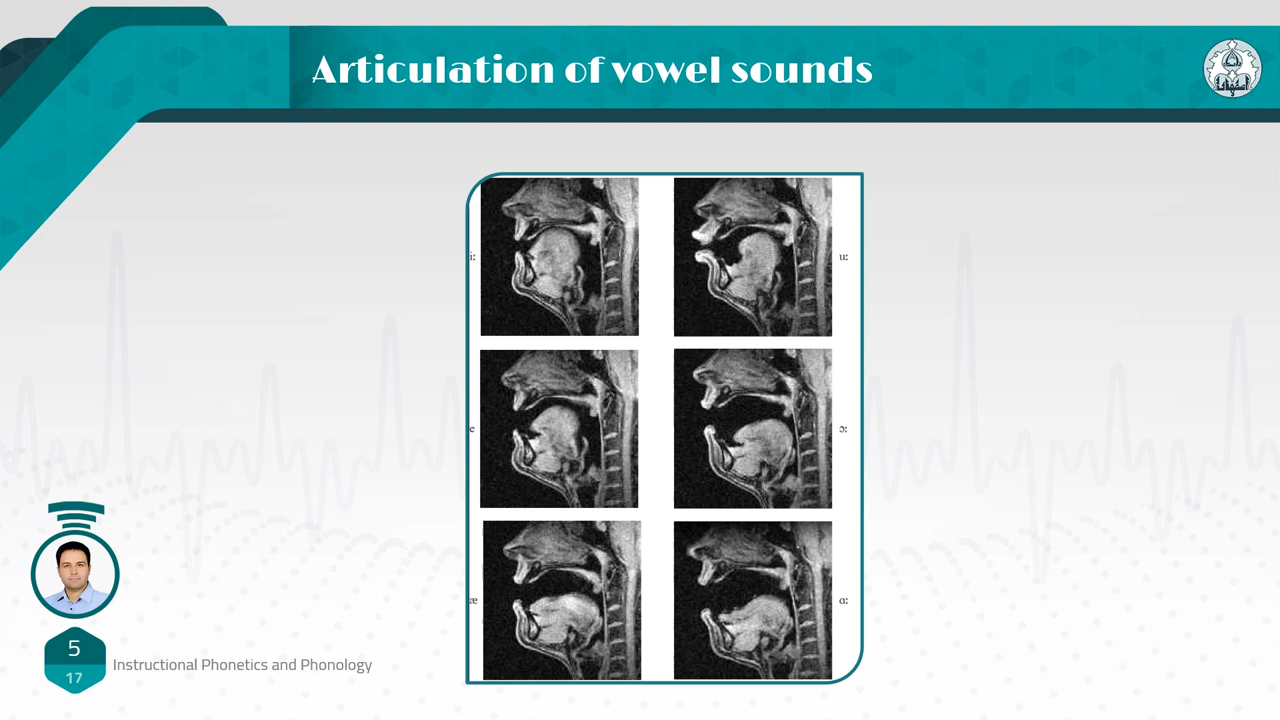 Articulation of vowel sounds
i:
u:
e
ɔ:
æ
ɑ:
5
17
Instructional Phonetics and Phonology